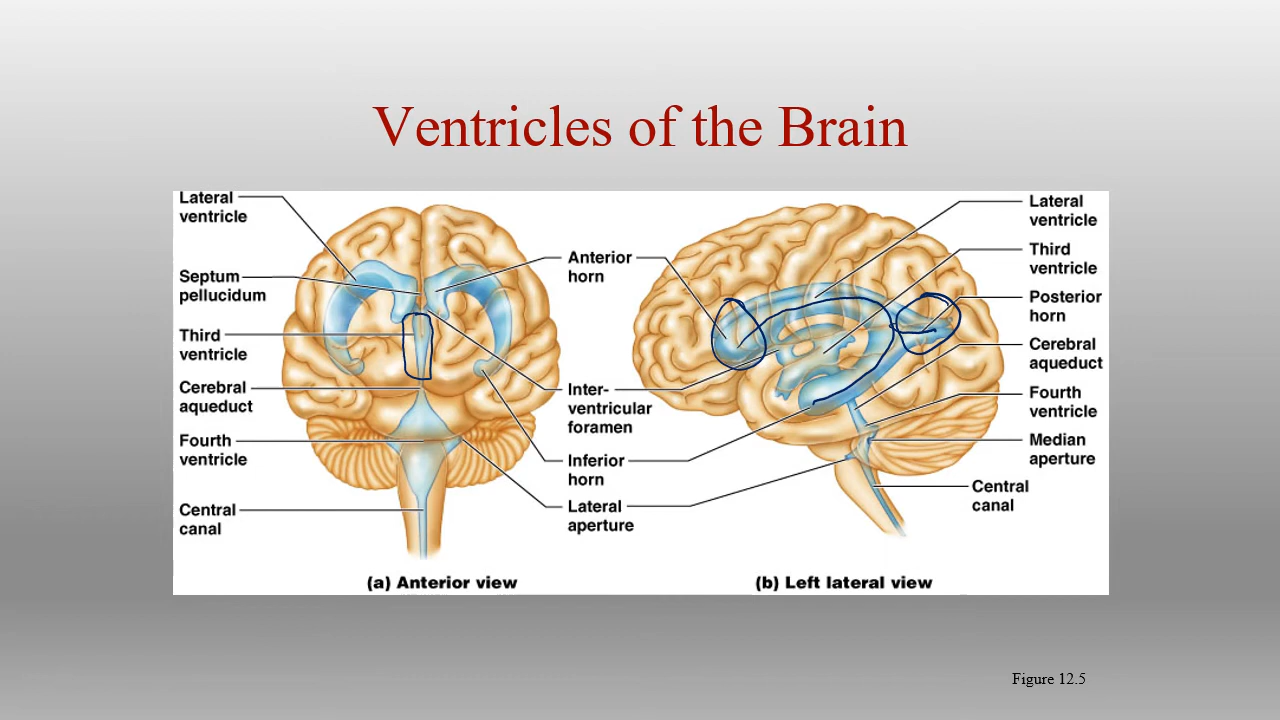 Ventricles of the Brain
Lateral
ventricle
Septum
pellucidum
Third
ventricle
Cerebral
aqueduct
Fourth
ventricle
Central
canal
Anterior
horn
Inter-
ventricular
foramen
Inferior
horn
Lateral
aperture
Lateral
ventricle
Third
ventricle
Posterior
horn
Cerebral
aqueduct
Fourth
ventricle
Median
aperture
Central
canal
(a) Anterior view
(b) Left lateral view
Figure 12.5